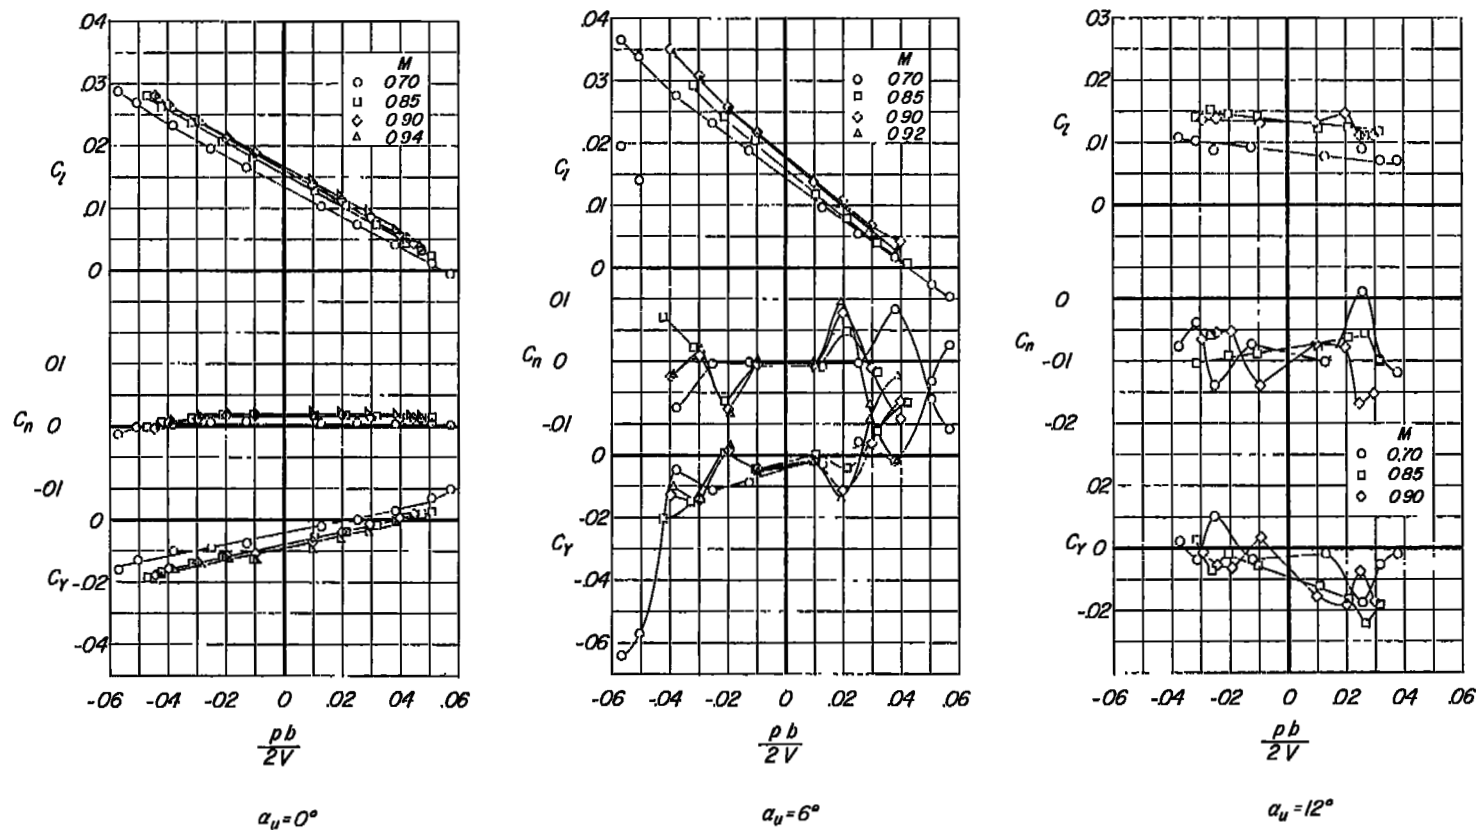 .04
.03
.02
C_l
.01
0
.01
C_n 0
-.01
0
C_Y -.02
-.04
-.06 -.04 -.02 0 .02 .04 .06
pb
2V
α_u=0°
M
○ 0.70
□ 0.85
◇ 0.90
△ 0.94
.04
.03
.02
C_l
.01
0
.01
C_n 0
-.01
0
-.02
C_Y
-.04
-.06
-.06 -.04 -.02 0 .02 .04 .06
pb
2V
α_u=6°
M
○ 0.70
□ 0.85
◇ 0.90
△ 0.92
.03
.02
C_l
.01
0
0
C_n -.01
-.02
.02
C_Y 0
-.02
-.06 -.04 -.02 0 .02 .04 .06
pb
2V
α_u=12°
M
○ 0.70
□ 0.85
◇ 0.90